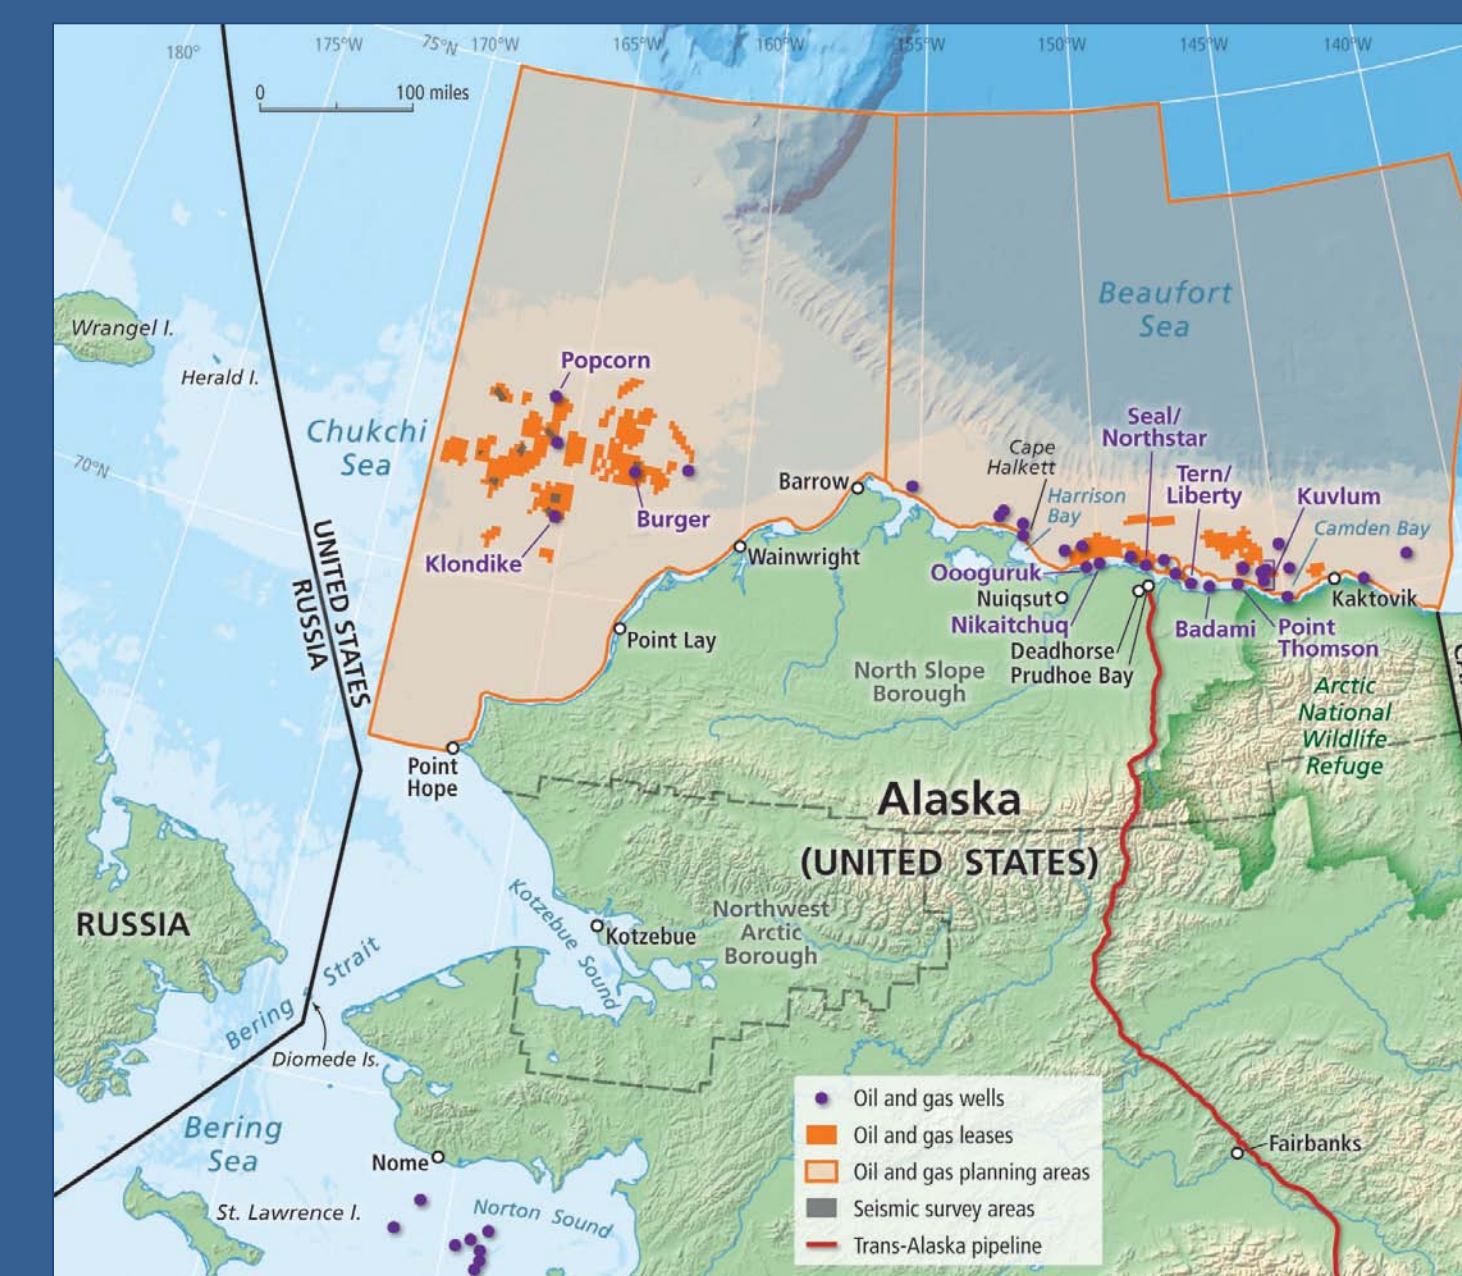 180°
175°W
75°N
170°W
165°W
160°W
155°W
150°W
145°W
140°W
0
100 miles
Wrangel I.
Herald I.
Chukchi
Sea
Beaufort
Sea
Popcorn
Burger
Klondike
70°N
UNITED STATES
RUSSIA
Barrow
Wainwright
Point Lay
Point
Hope
Cape
Halkett
Harrison
Bay
Seal/
Northstar
Tern/
Liberty
Kuvlum
Camden Bay
Oooguruk
Nuiqsut
Nikaitchuq
Deadhorse
Prudhoe Bay
Badami
Point
Thomson
Kaktovik
North Slope
Borough
Arctic
National
Wildlife
Refuge
Alaska
(UNITED STATES)
RUSSIA
Kotzebue Sound
Kotzebue
Northwest
Arctic
Borough
Bering Strait
Diomede Is.
Bering
Sea
Nome
St. Lawrence I.
Norton Sound
Fairbanks
Oil and gas wells
Oil and gas leases
Oil and gas planning areas
Seismic survey areas
Trans-Alaska pipeline